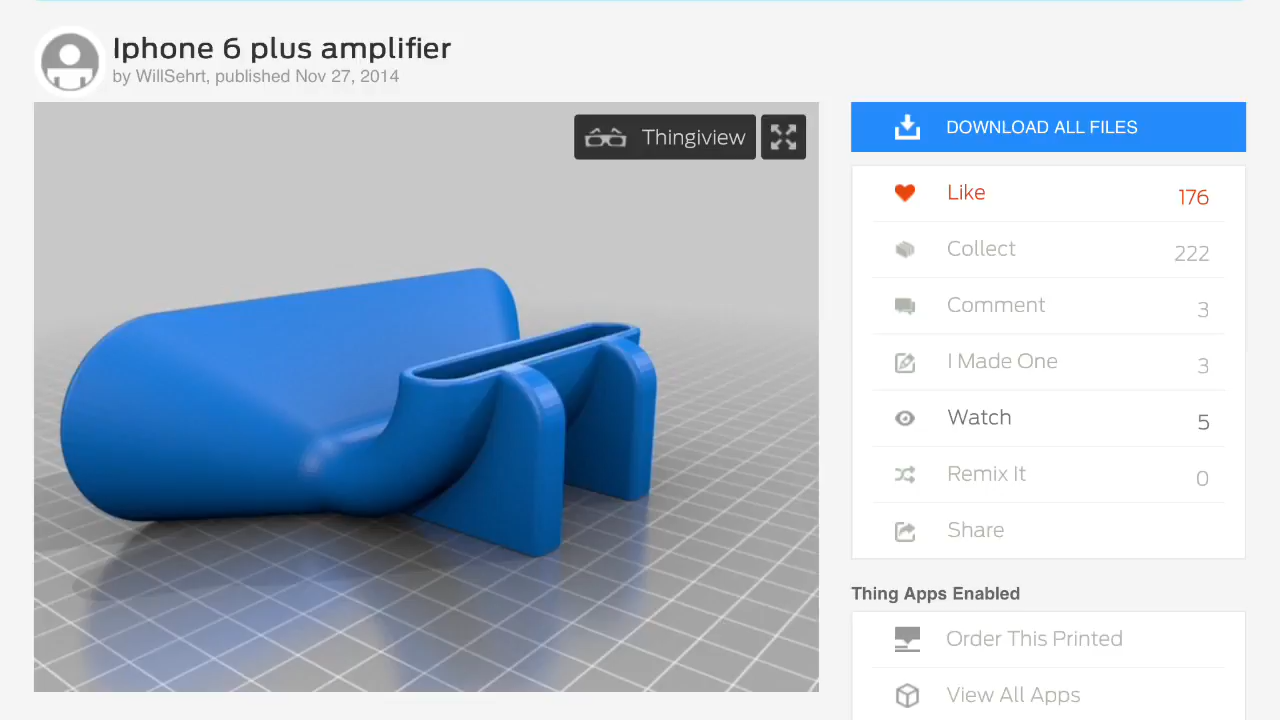 Iphone 6 plus amplifier
by WillSehrt, published Nov 27, 2014
Thingiview
DOWNLOAD ALL FILES
Like 176
Collect 222
Comment 3
I Made One 3
Watch 5
Remix It 0
Share
Thing Apps Enabled
Order This Printed
View All Apps